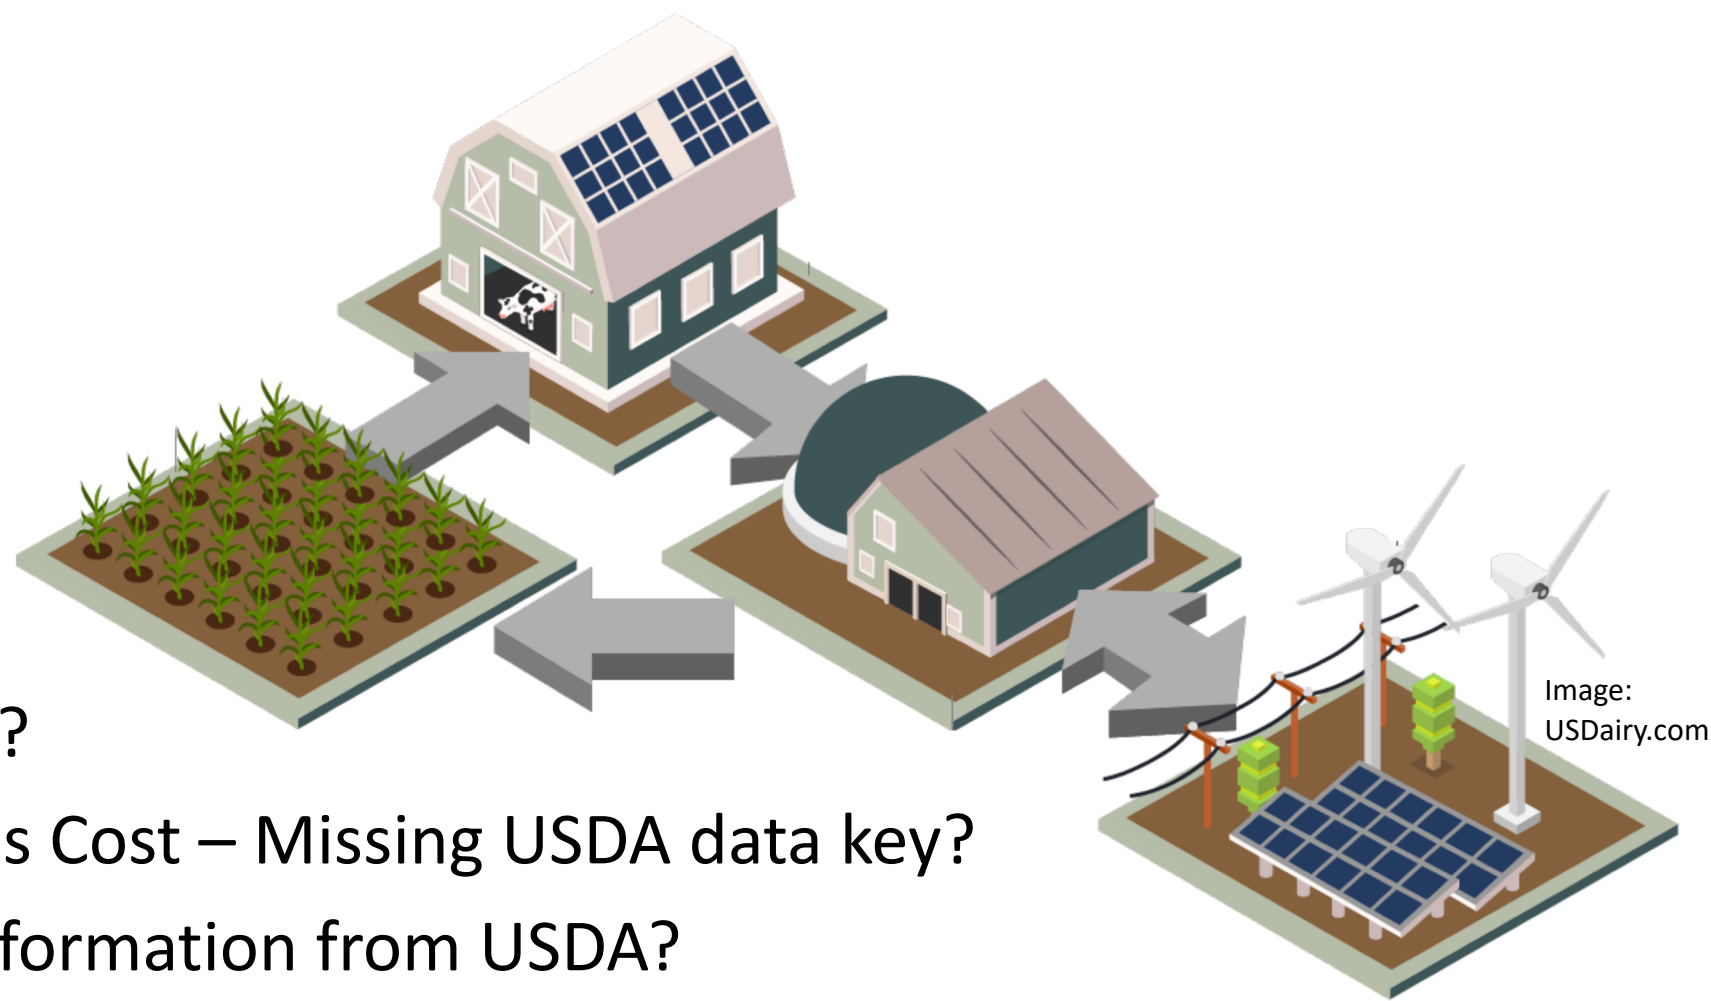 ?
s Cost – Missing USDA data key?
formation from USDA?
Image:
USDairy.com